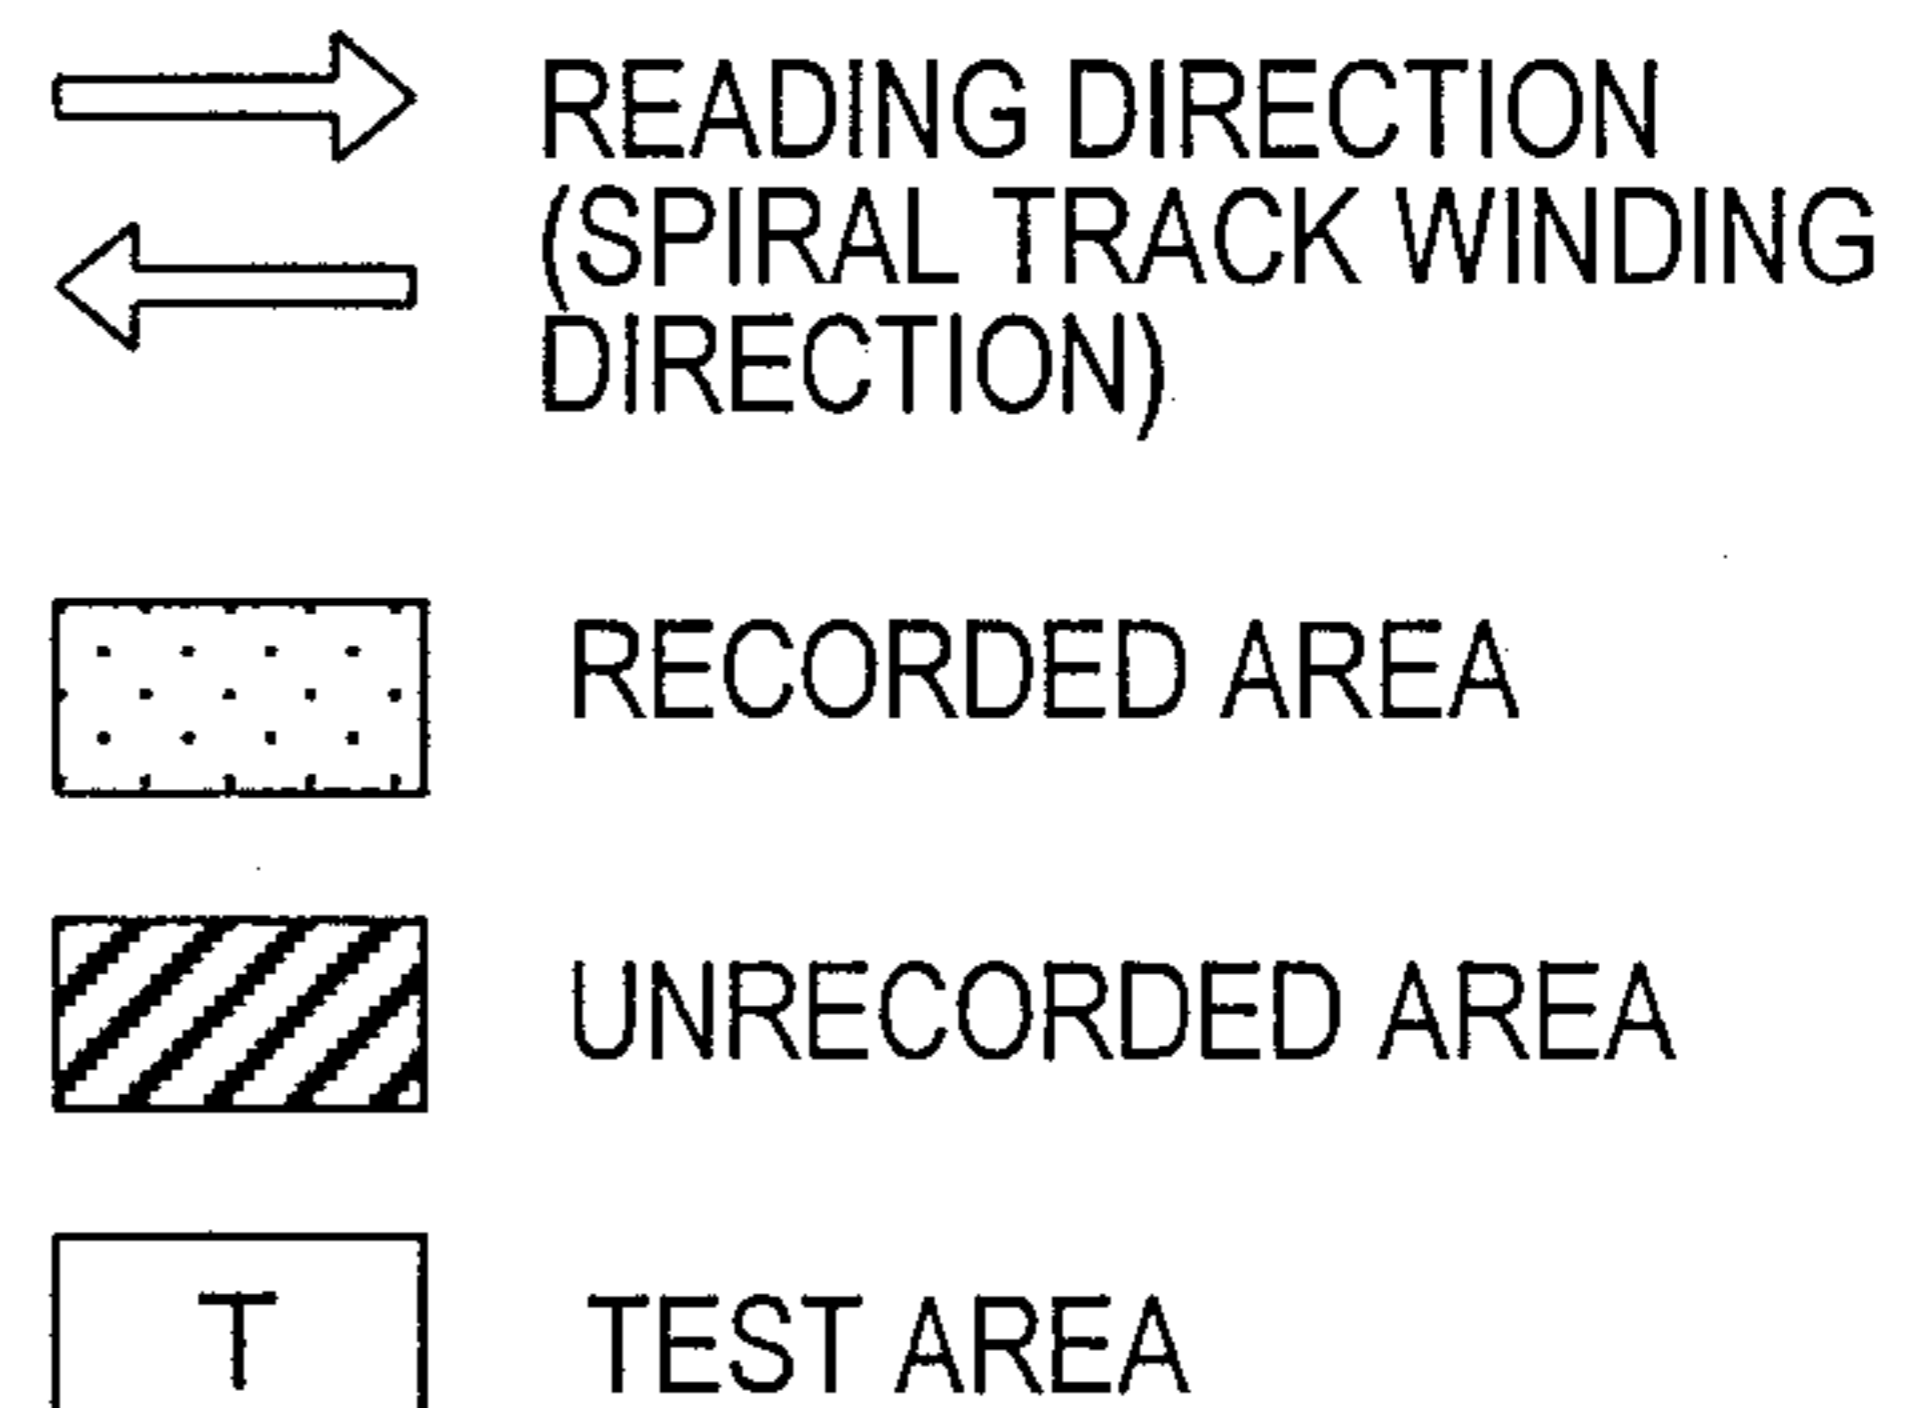 READING DIRECTION
(SPIRAL TRACK WINDING
DIRECTION)
RECORDED AREA
UNRECORDED AREA
T
TEST AREA